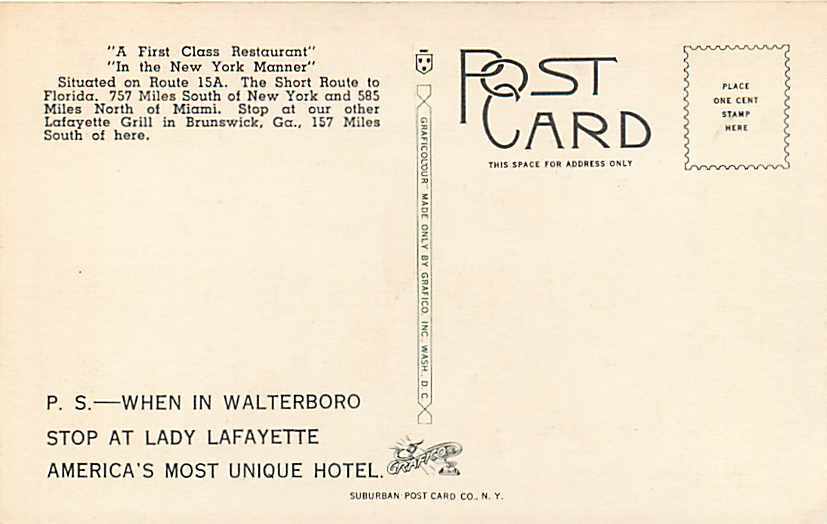 "A First Class Restaurant"
"In the New York Manner"
Situated on Route 15A. The Short Route to
Florida. 757 Miles South of New York and 585
Miles North of Miami. Stop at our other
Lafayette Grill in Brunswick, Ga., 157 Miles
South of here.
P. S.—WHEN IN WALTERBORO
STOP AT LADY LAFAYETTE
AMERICA'S MOST UNIQUE HOTEL.
"GRAFICOLOUR" MADE ONLY BY GRAFICO, INC. WASH. D.C.
GRAFICO
SUBURBAN POST CARD CO., N. Y.
POST
CARD
THIS SPACE FOR ADDRESS ONLY
PLACE
ONE CENT
STAMP
HERE